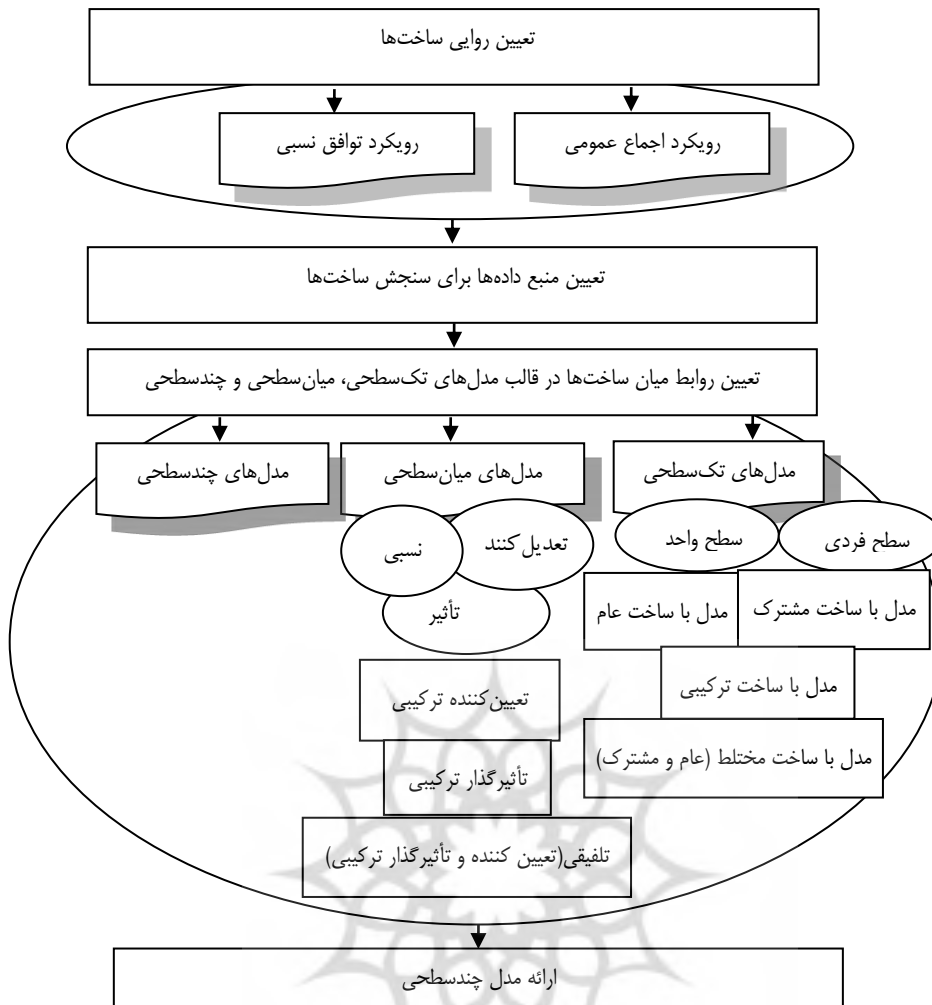 تعیین روایی ساخت‌ها
رویکرد اجماع عمومی
رویکرد توافق نسبی
تعیین منبع داده‌ها برای سنجش ساخت‌ها
تعیین روابط میان ساخت‌ها در قالب مدل‌های تک‌سطحی، میان‌سطحی و چندسطحی
مدل‌های تک‌سطحی
مدل‌های میان‌سطحی
مدل‌های چندسطحی
سطح فردی
سطح واحد
تعدیل کنند
نسبی
تأثیر
مدل با ساخت مشترک
مدل با ساخت عام
مدل با ساخت ترکیبی
مدل با ساخت مختلط (عام و مشترک)
تعیین‌کننده ترکیبی
تأثیرگذار ترکیبی
تلفیقی(تعیین کننده و تأثیرگذار ترکیبی)
ارائه مدل چندسطحی